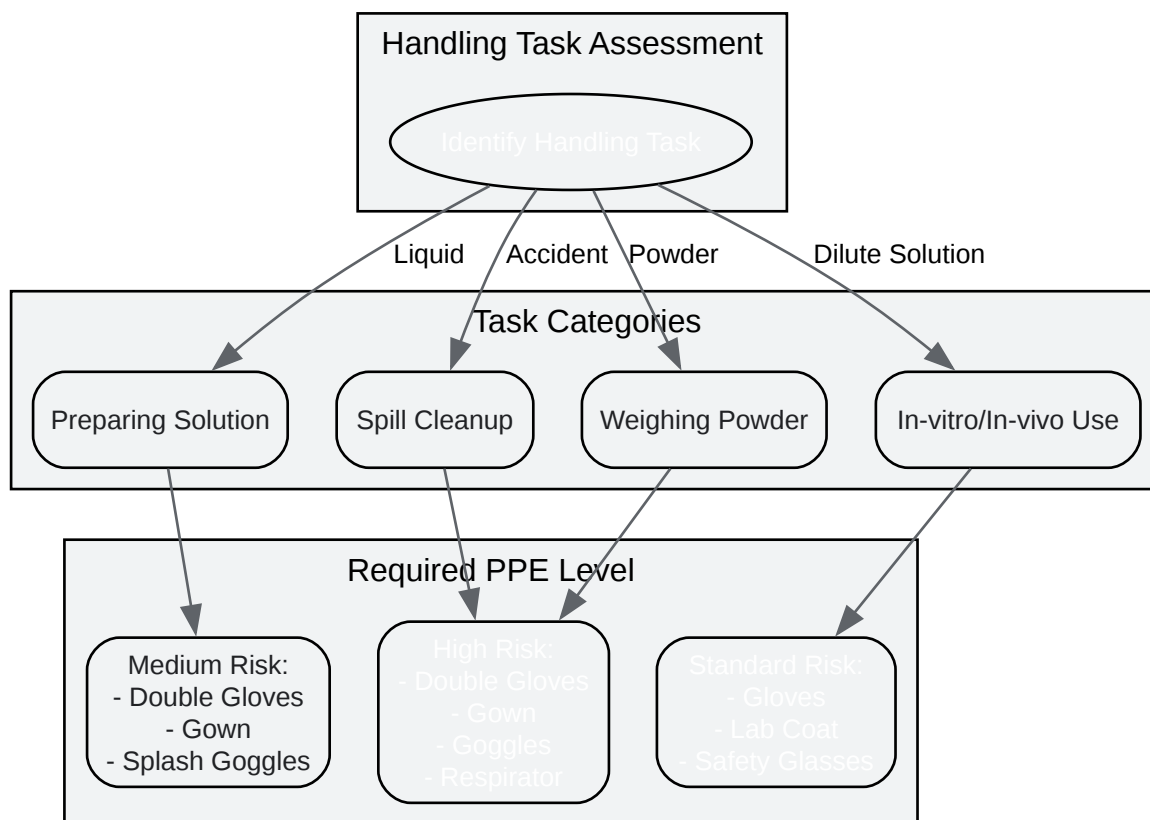 Handling Task Assessment
Identify Handling Task
Liquid
Accident
Powder
Dilute Solution
Task Categories
Preparing Solution
Spill Cleanup
Weighing Powder
In-vitro/In-vivo Use
Required PPE Level
Medium Risk:
- Double Gloves
- Gown
- Splash Goggles
High Risk:
- Double Gloves
- Gown
- Goggles
- Respirator
Standard Risk:
- Gloves
- Lab Coat
- Safety Glasses